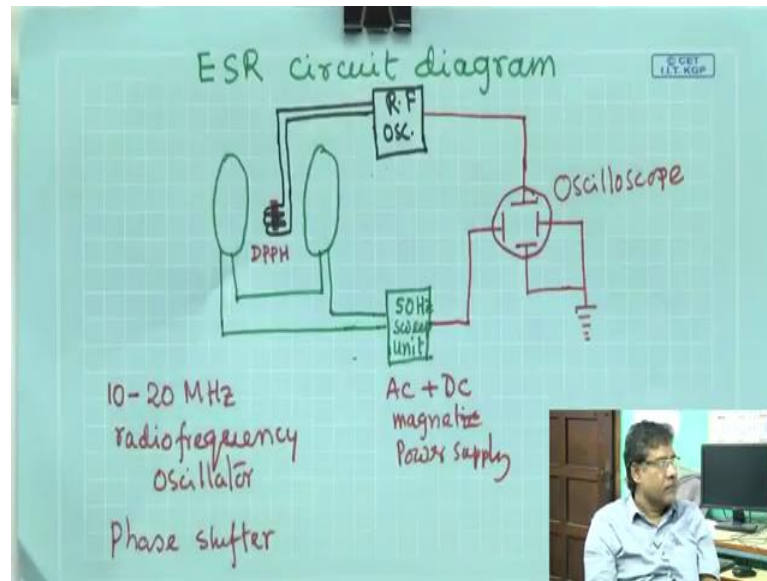 ESR circuit diagram
© CET
I.I.T. KGP
R.F
OSC.
Oscilloscope
DPPH
50Hz
sweep
unit
10-20 MHz
radiofrequency
oscillator
Phase shifter
AC + DC
magnetic
Power supply